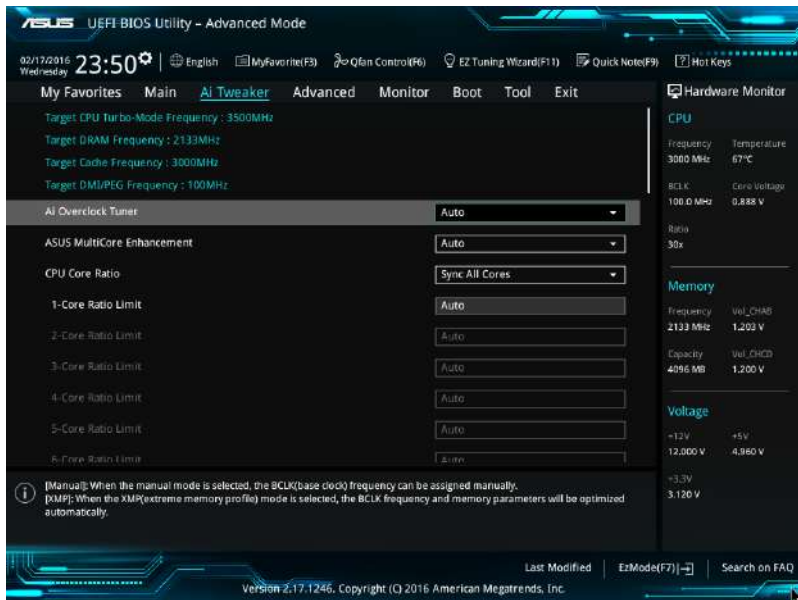 ASUS UEFI BIOS Utility – Advanced Mode
02/17/2016 Wednesday 23:50 English MyFavorite(F3) Qfan Control(F6) EZ Tuning Wizard(F11) Quick Note(F9) Hot Keys
My Favorites Main Ai Tweaker Advanced Monitor Boot Tool Exit
Target CPU Turbo-Mode Frequency : 3500MHz
Target DRAM Frequency : 2133MHz
Target Cache Frequency : 3000MHz
Target DMI/PEG Frequency : 100MHz
Ai Overclock Tuner Auto
ASUS MultiCore Enhancement Auto
CPU Core Ratio Sync All Cores
1-Core Ratio Limit Auto
2-Core Ratio Limit Auto
3-Core Ratio Limit Auto
4-Core Ratio Limit Auto
5-Core Ratio Limit Auto
6-Core Ratio Limit Auto
[Manual]: When the manual mode is selected, the BCLK(base clock) frequency can be assigned manually.
[XMP]: When the XMP(extreme memory profile) mode is selected, the BCLK frequency and memory parameters will be optimized
automatically.
Hardware Monitor
CPU
Frequency Temperature
3000 MHz 67°C
BCLK Core Voltage
100.0 MHz 0.888 V
Ratio
30x
Memory
Frequency Vol_CHAB
2133 MHz 1.203 V
Capacity Vol_CHCD
4096 MB 1.200 V
Voltage
+12V +5V
12.000 V 4.960 V
+3.3V
3.120 V
Last Modified EzMode(F7) Search on FAQ
Version 2.17.1246. Copyright (C) 2016 American Megatrends, Inc.